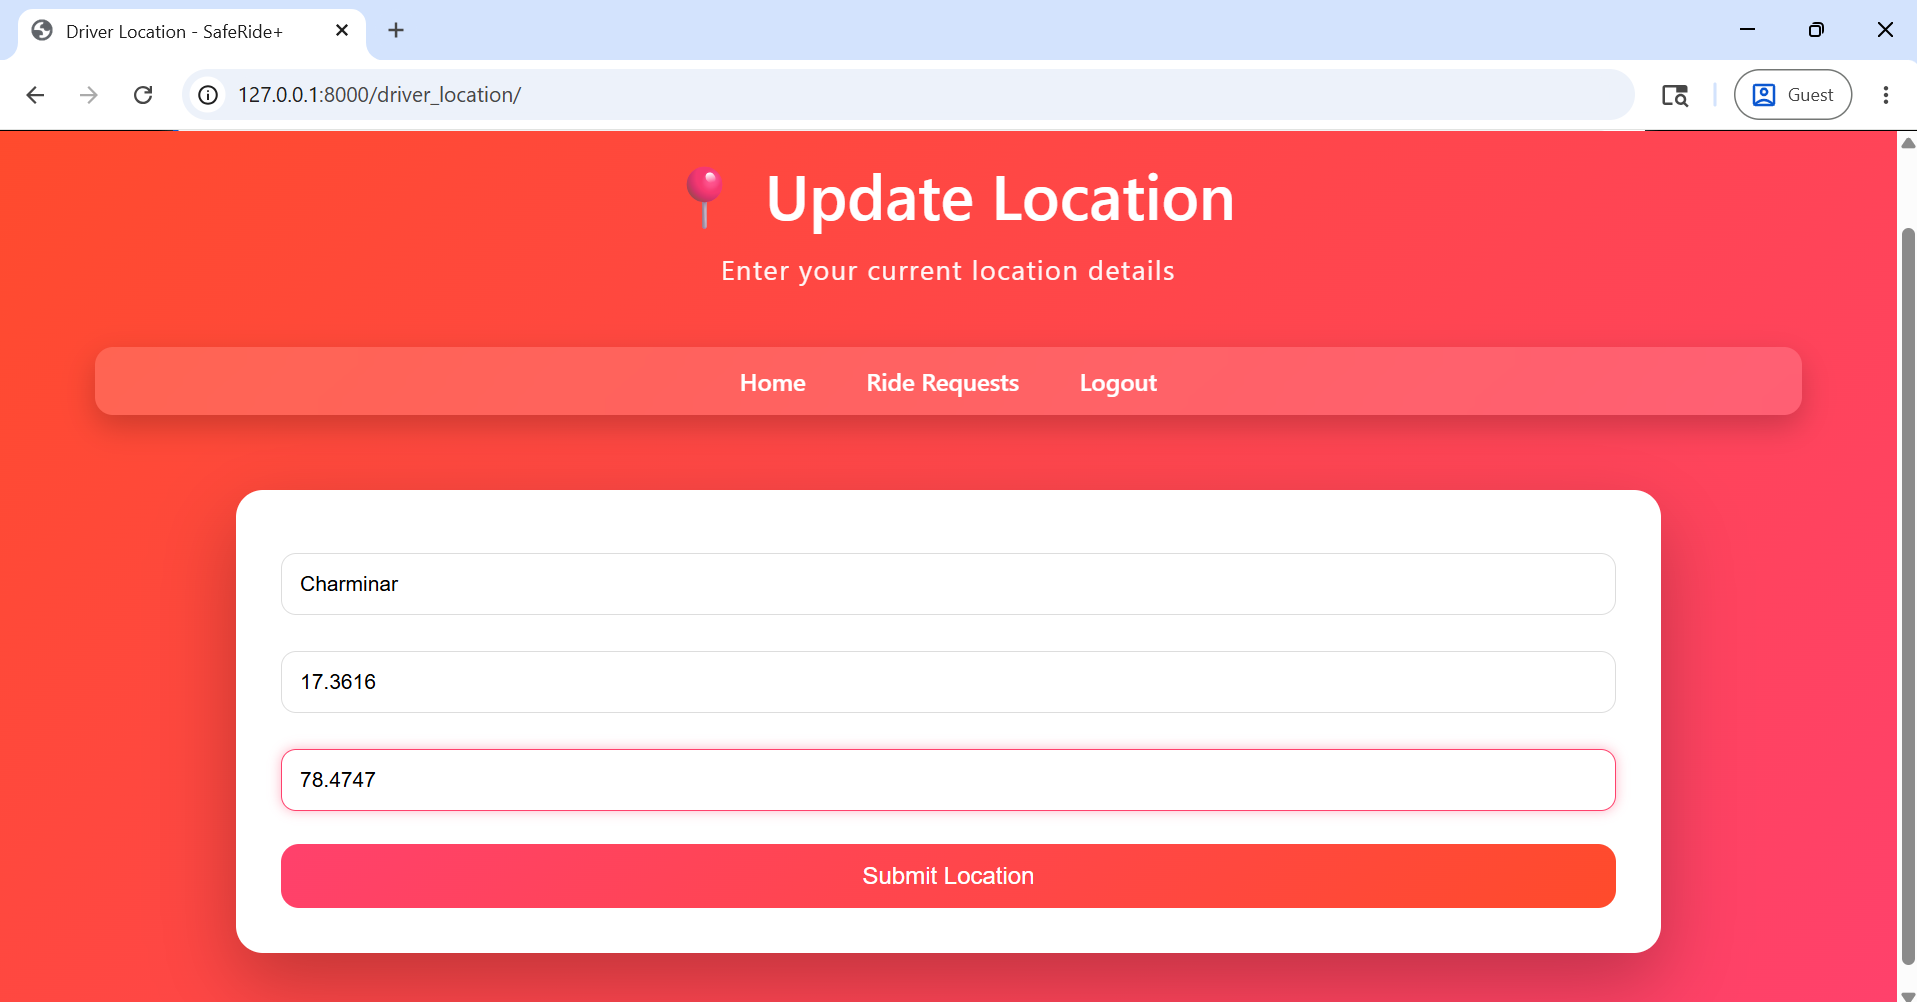 Driver Location - SafeRide+
127.0.0.1:8000/driver_location/
Guest
Update Location
Enter your current location details
Home Ride Requests Logout
Charminar
17.3616
78.4747
Submit Location